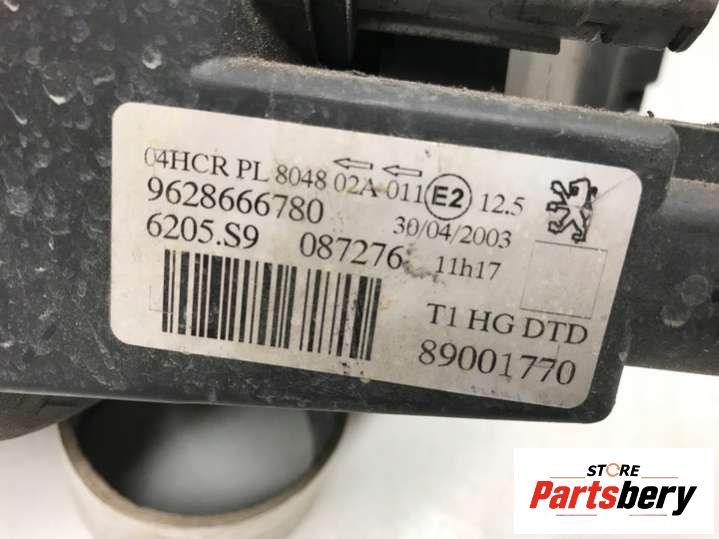 04HCR PL 8048 02A 011 E2 12.5
9628666780 30/04/2003
6205.S9 087276 11h17
T1 HG DTD
89001770
STORE
Partsbery